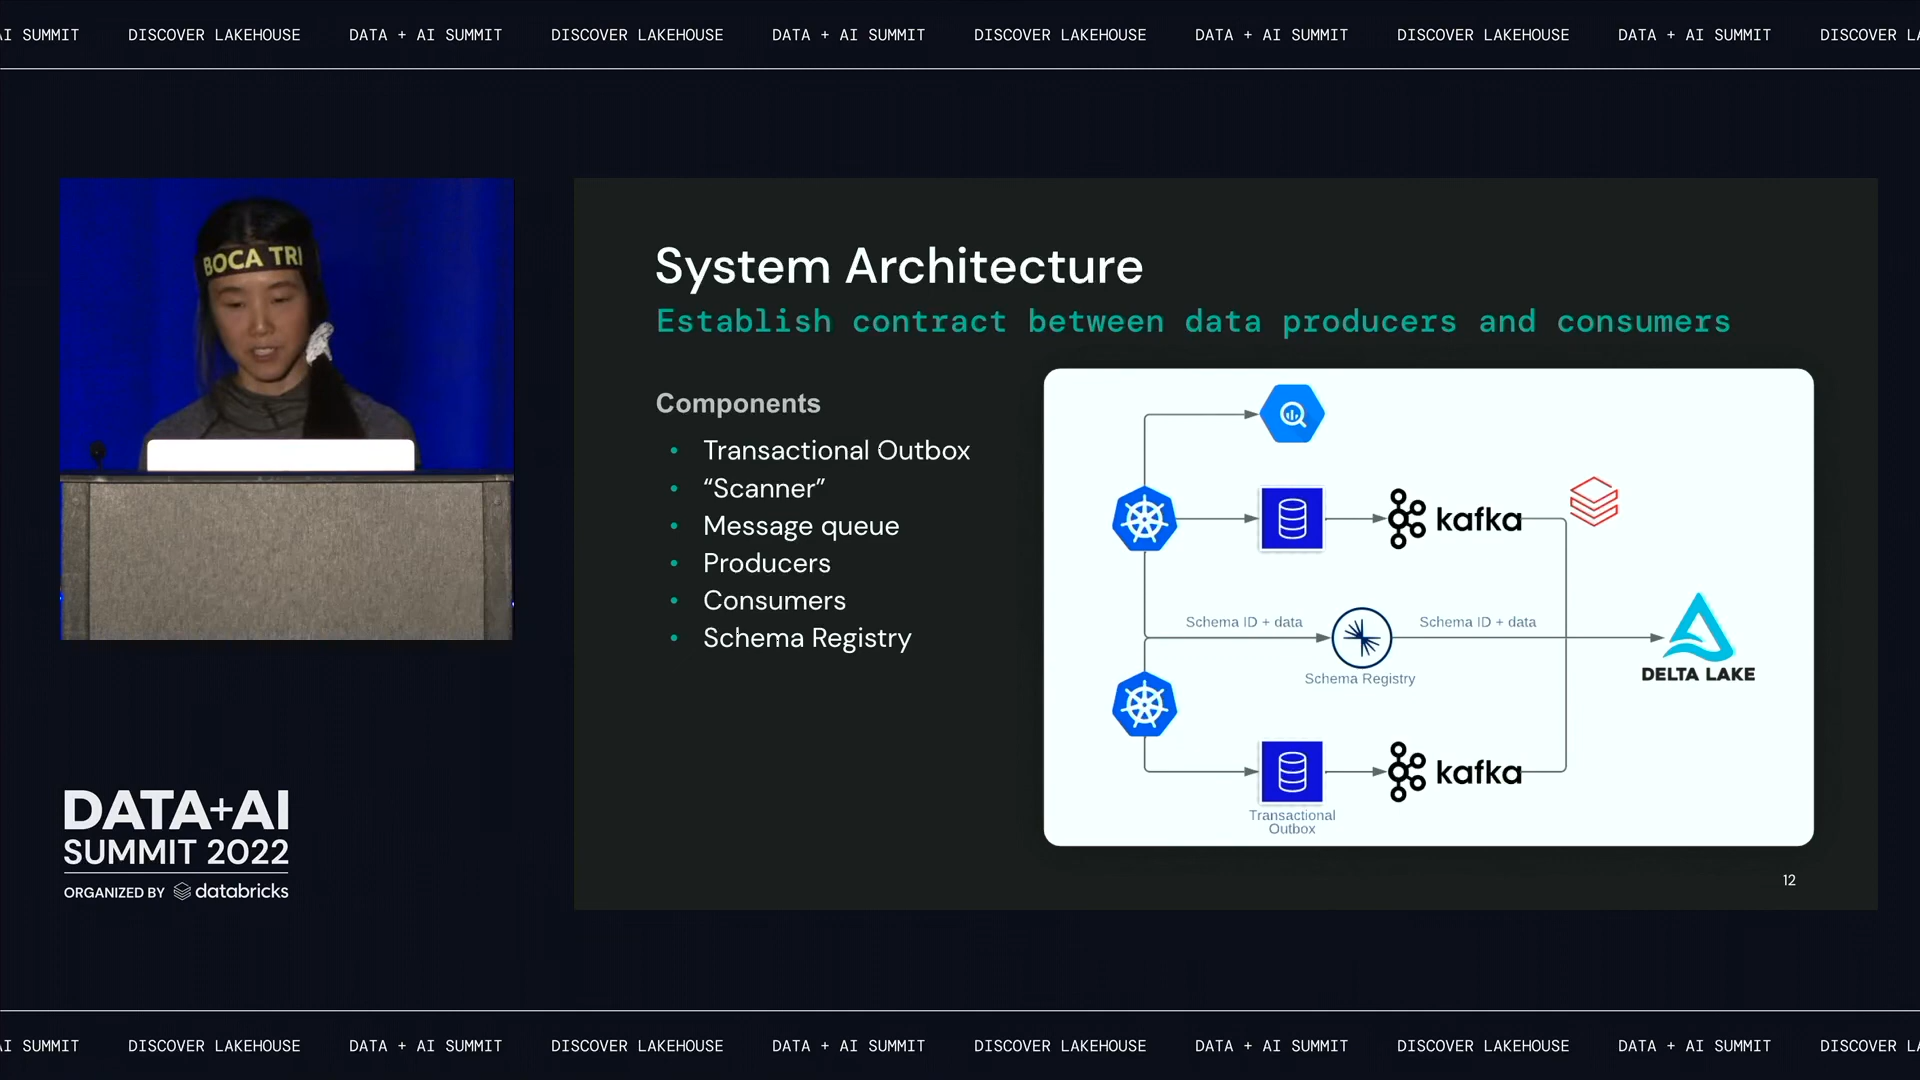 AI SUMMIT DISCOVER LAKEHOUSE DATA + AI SUMMIT DISCOVER LAKEHOUSE DATA + AI SUMMIT DISCOVER LAKEHOUSE DATA + AI SUMMIT DISCOVER LAKEHOUSE DATA + AI SUMMIT DISCOVER LA
BOCA TRI
System Architecture
Establish contract between data producers and consumers
Components
• Transactional Outbox
• “Scanner”
• Message queue
• Producers
• Consumers
• Schema Registry
kafka
Schema ID + data
Schema ID + data
Schema Registry
DELTA LAKE
kafka
Transactional
Outbox
12
DATA+AI
SUMMIT 2022
ORGANIZED BY databricks
AI SUMMIT DISCOVER LAKEHOUSE DATA + AI SUMMIT DISCOVER LAKEHOUSE DATA + AI SUMMIT DISCOVER LAKEHOUSE DATA + AI SUMMIT DISCOVER LAKEHOUSE DATA + AI SUMMIT DISCOVER LA